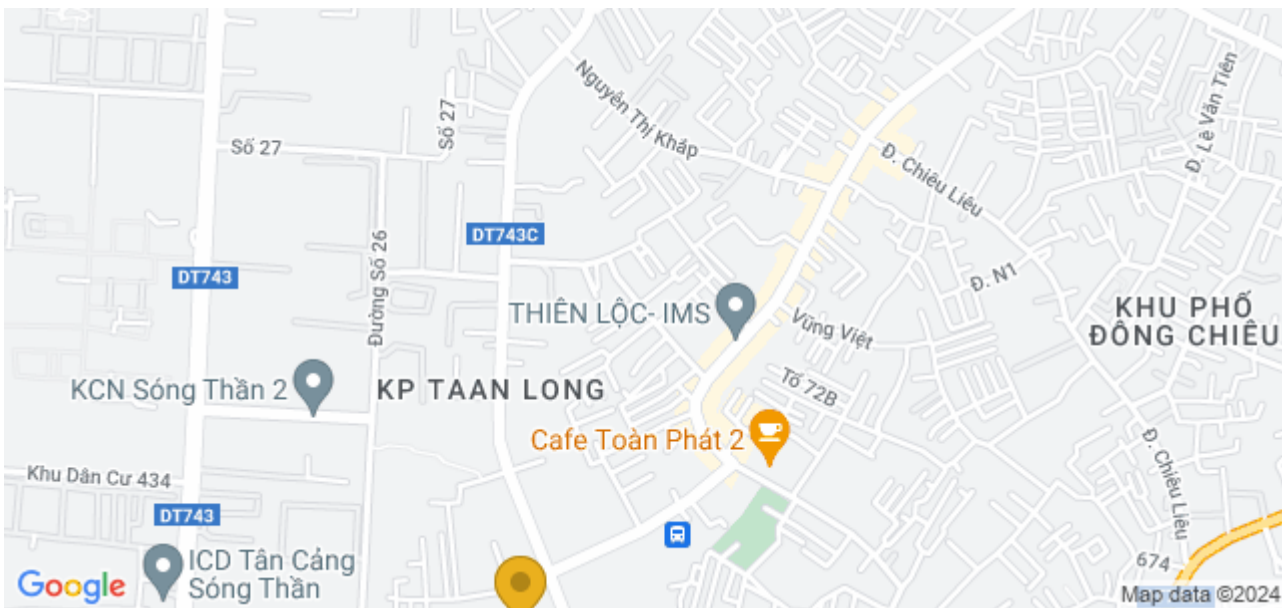 Nguyễn Thị Kháp
Đ. Lê Văn Tiên
Số 27
Số 27
Đ. Chiêu Liêu
DT743C
Đường Số 26
DT743
Đ. N1
THIÊN LỘC- IMS
Vũng Việt
KHU PHỐ
ĐÔNG CHIÊU
KCN Sóng Thần 2
KP TAAN LONG
Tổ 72B
Cafe Toàn Phát 2
Khu Dân Cư 434
Đ. Chiêu Liêu
DT743
ICD Tân Cảng
Sóng Thần
674
Google
Map data ©2024